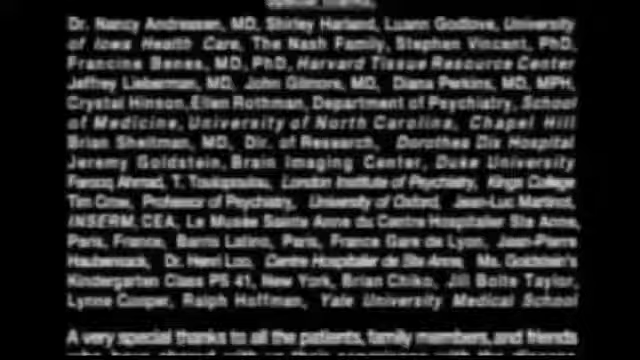 Special thanks,
Dr. Nancy Andreasen, MD, Shirley Harland, Luann Godlove, University
of Iowa Health Care, The Nash Family, Stephen Vincent, PhD,
Francine Benes, MD, PhD, Harvard Tissue Resource Center
Jeffrey Lieberman, MD, John Gilmore, MD, Diana Perkins, MD, MPH,
Crystal Hinson, Ellen Rothman, Department of Psychiatry, School
of Medicine, University of North Carolina, Chapel Hill
Brian Sheitman, MD, Dir. of Research, Dorothea Dix Hospital
Jeremy Goldstein, Brain Imaging Center, Duke University
Farooq Ahmad, T. Toulopoulou, London Institute of Psychiatry, Kings College
Tim Crow, Professor of Psychiatry, University of Oxford, Jean-Luc Martinot,
INSERM, CEA, Le Musée Sainte Anne du Centre Hospitalier Ste Anne,
Paris, France, Barrio Latino, Paris, France Gare de Lyon, Jean-Pierre
Dr. Henri Loo, Centre Hospitalier de Ste Anne, Ms. Goldstein's
Kindergarten Class PS 41, New York, Brian Chiko, Jill Bolte Taylor,
Lynne Cooper, Ralph Hoffman, Yale University Medical School
A very special thanks to all the patients, family members, and friends